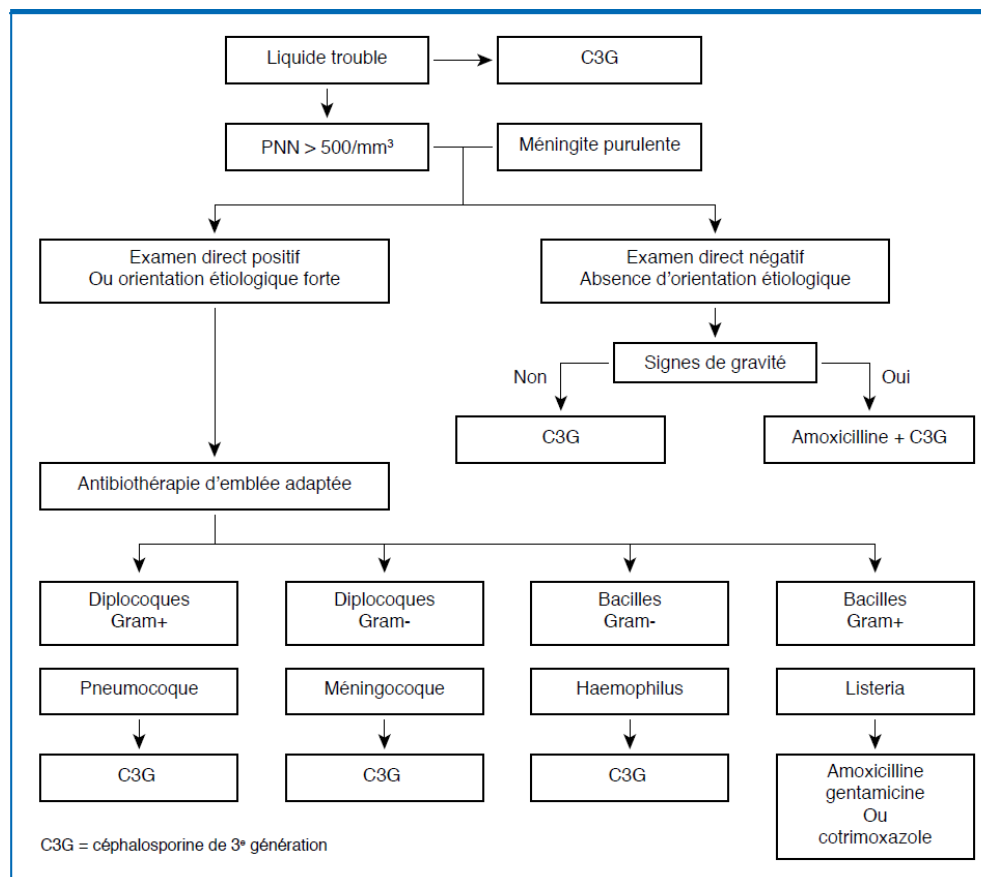 Liquide trouble
C3G
PNN > 500/mm³
Méningite purulente
Examen direct positif
Ou orientation étiologique forte
Examen direct négatif
Absence d'orientation étiologique
Signes de gravité
Non
Oui
C3G
Amoxicilline + C3G
Antibiothérapie d'emblée adaptée
Diplocoques
Gram+
Diplocoques
Gram-
Bacilles
Gram-
Bacilles
Gram+
Pneumocoque
Méningocoque
Haemophilus
Listeria
C3G
C3G
C3G
Amoxicilline
gentamicine
Ou
cotrimoxazole
C3G = céphalosporine de 3ᵉ génération